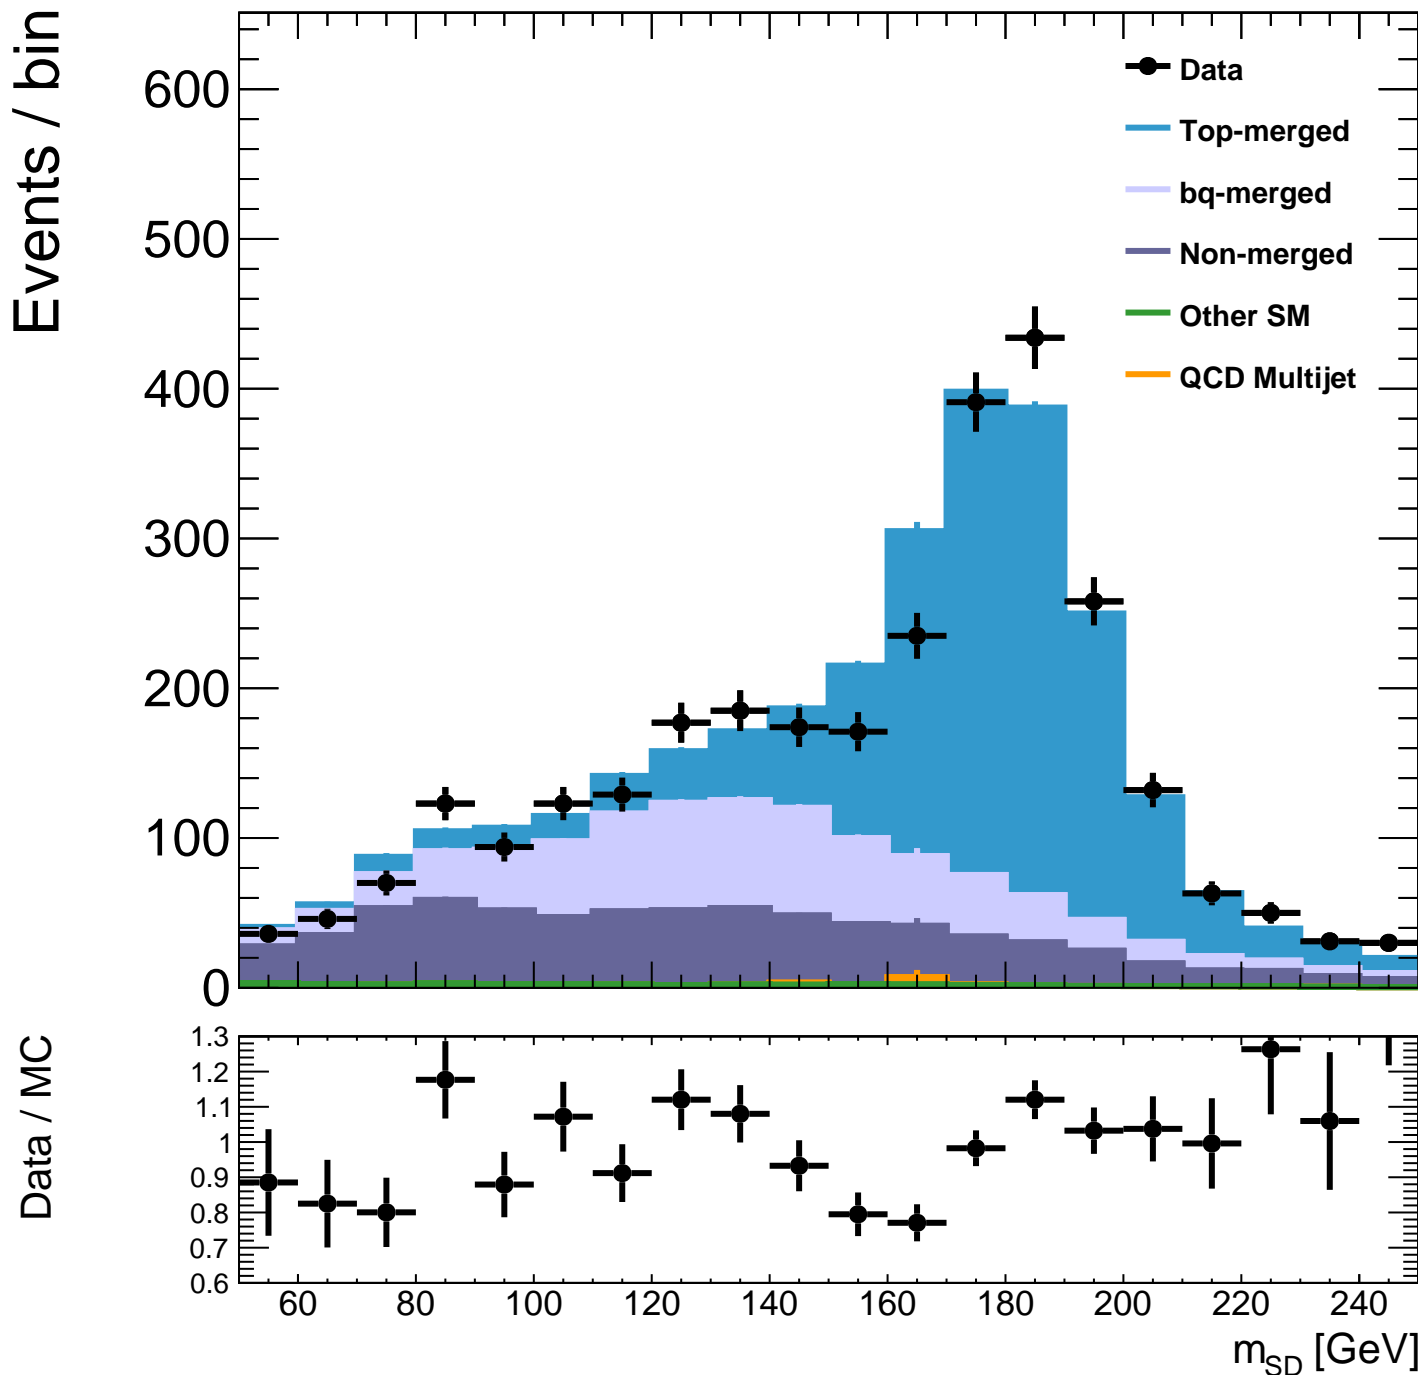 Events / bin
600
500
400
300
200
100
0
Data
Top-merged
bq-merged
Non-merged
Other SM
QCD Multijet
Data / MC
1.3
1.2
1.1
1
0.9
0.8
0.7
0.6
60 80 100 120 140 160 180 200 220 240
m_SD [GeV]